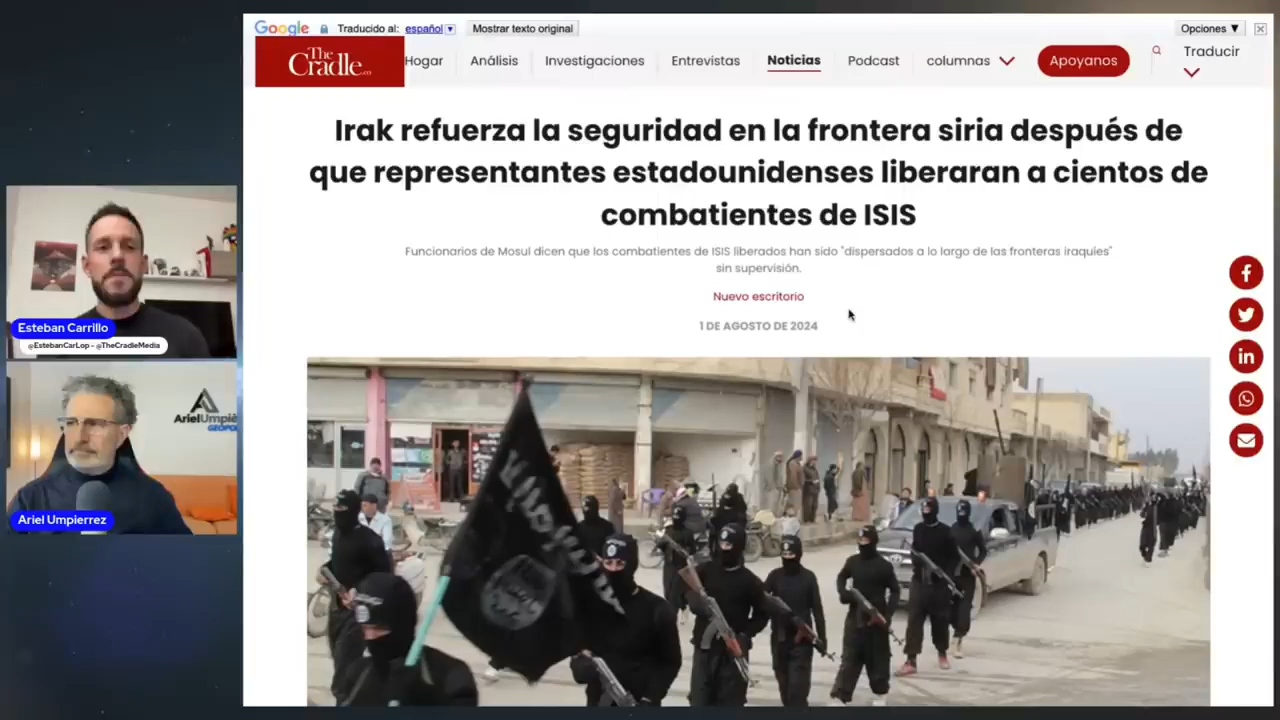 Google
Traducido al:
español
Mostrar texto original
Opciones ▼
The
Cradle.co
Hogar
Análisis
Investigaciones
Entrevistas
Noticias
Podcast
columnas
Apoyanos
Traducir
Irak refuerza la seguridad en la frontera siria después de
que representantes estadounidenses liberaran a cientos de
combatientes de ISIS
Funcionarios de Mosul dicen que los combatientes de ISIS liberados han sido "dispersados a lo largo de las fronteras iraquíes"
sin supervisión.
Nuevo escritorio
1 DE AGOSTO DE 2024
Esteban Carrillo
@EstebanCarLop - @TheCradleMedia
Ariel Umpierrez